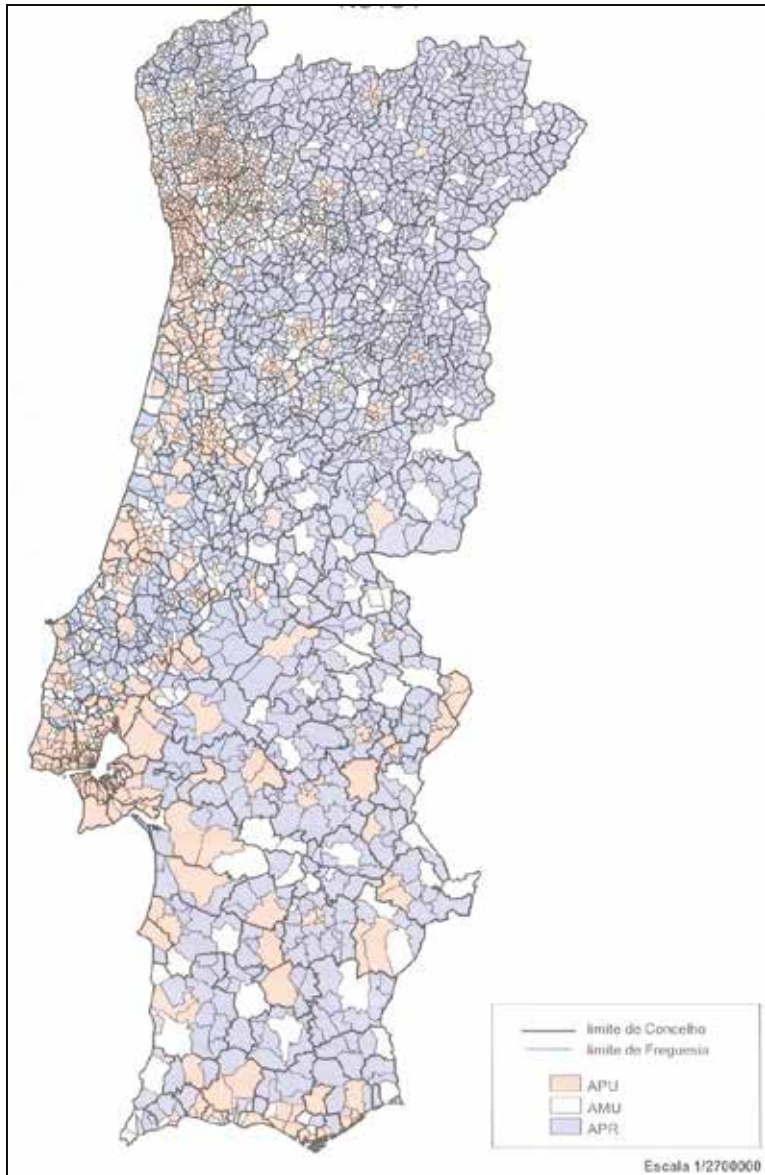 limite de Concelho
limite de Freguesia
APU
AMU
APR
Escala 1/2700000